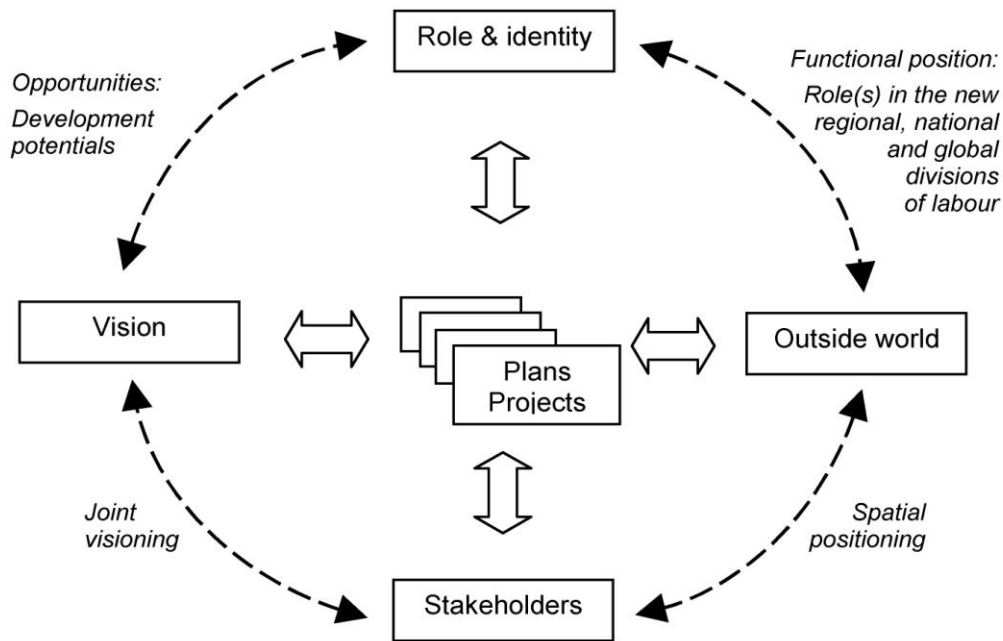 Role & identity
Opportunities:
Development
potentials
Functional position:
Role(s) in the new
regional, national
and global
divisions
of labour
Vision
Plans
Projects
Outside world
Joint
visioning
Spatial
positioning
Stakeholders